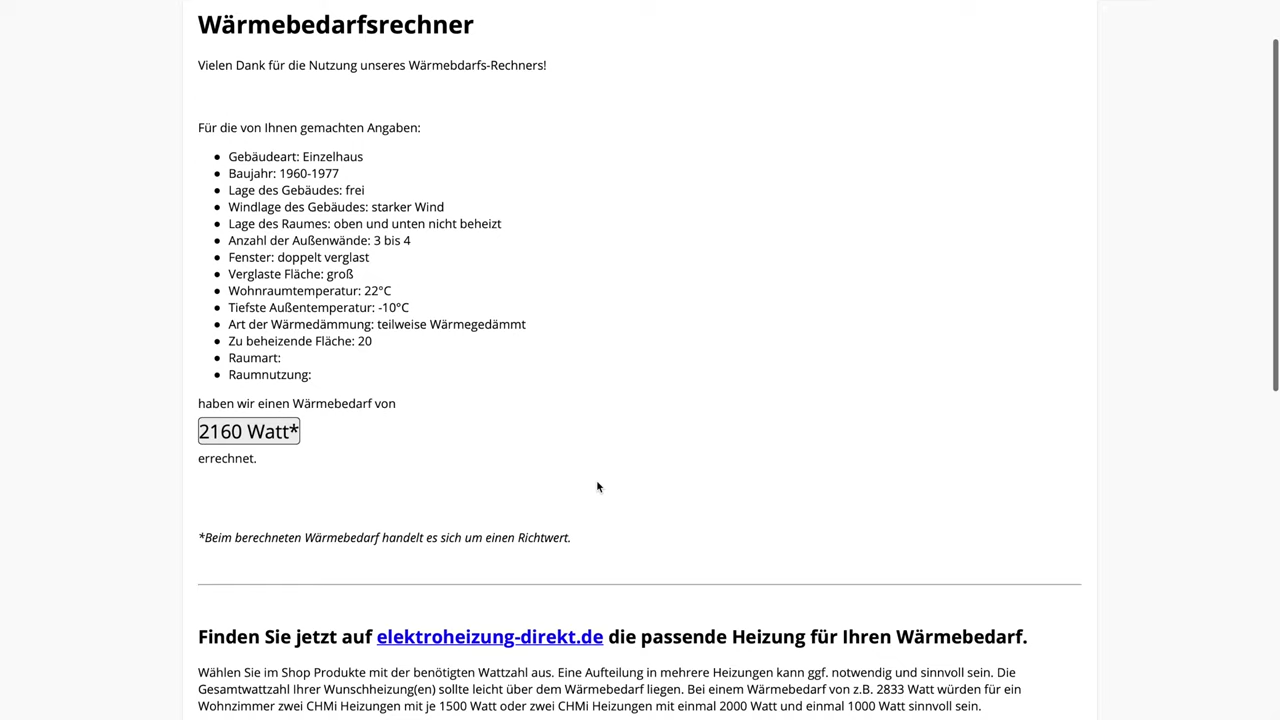 Wärmebedarfsrechner
Vielen Dank für die Nutzung unseres Wärmebdarfs-Rechners!
Für die von Ihnen gemachten Angaben:
Gebäudeart: Einzelhaus
Baujahr: 1960-1977
Lage des Gebäudes: frei
Windlage des Gebäudes: starker Wind
Lage des Raumes: oben und unten nicht beheizt
Anzahl der Außenwände: 3 bis 4
Fenster: doppelt verglast
Verglaste Fläche: groß
Wohnraumtemperatur: 22°C
Tiefste Außentemperatur: -10°C
Art der Wärmedämmung: teilweise Wärmegedämmt
Zu beheizende Fläche: 20
Raumart:
Raumnutzung:
haben wir einen Wärmebedarf von
2160 Watt*
errechnet.
*Beim berechneten Wärmebedarf handelt es sich um einen Richtwert.
Finden Sie jetzt auf elektroheizung-direkt.de die passende Heizung für Ihren Wärmebedarf.
Wählen Sie im Shop Produkte mit der benötigten Wattzahl aus. Eine Aufteilung in mehrere Heizungen kann ggf. notwendig und sinnvoll sein. Die
Gesamtwattzahl Ihrer Wunschheizung(en) sollte leicht über dem Wärmebedarf liegen. Bei einem Wärmebedarf von z.B. 2833 Watt würden für ein
Wohnzimmer zwei CHMi Heizungen mit je 1500 Watt oder zwei CHMi Heizungen mit einmal 2000 Watt und einmal 1000 Watt sinnvoll sein.